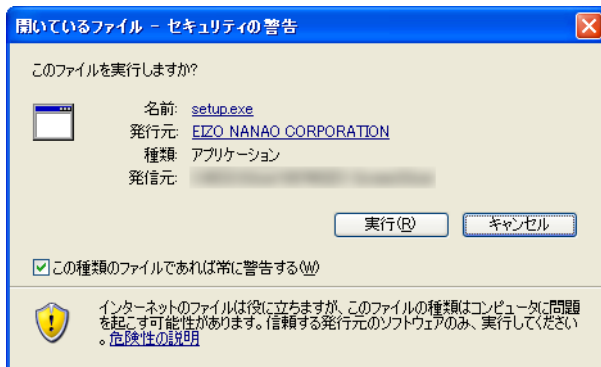 開いているファイル - セキュリティの警告
このファイルを実行しますか?
名前: setup.exe
発行元: EIZO NANAO CORPORATION
種類: アプリケーション
発信元:
実行(R) キャンセル
この種類のファイルであれば常に警告する(W)
インターネットのファイルは役に立ちますが、このファイルの種類はコンピュータに問題
を起こす可能性があります。信頼する発行元のソフトウェアのみ、実行してください
。危険性の説明